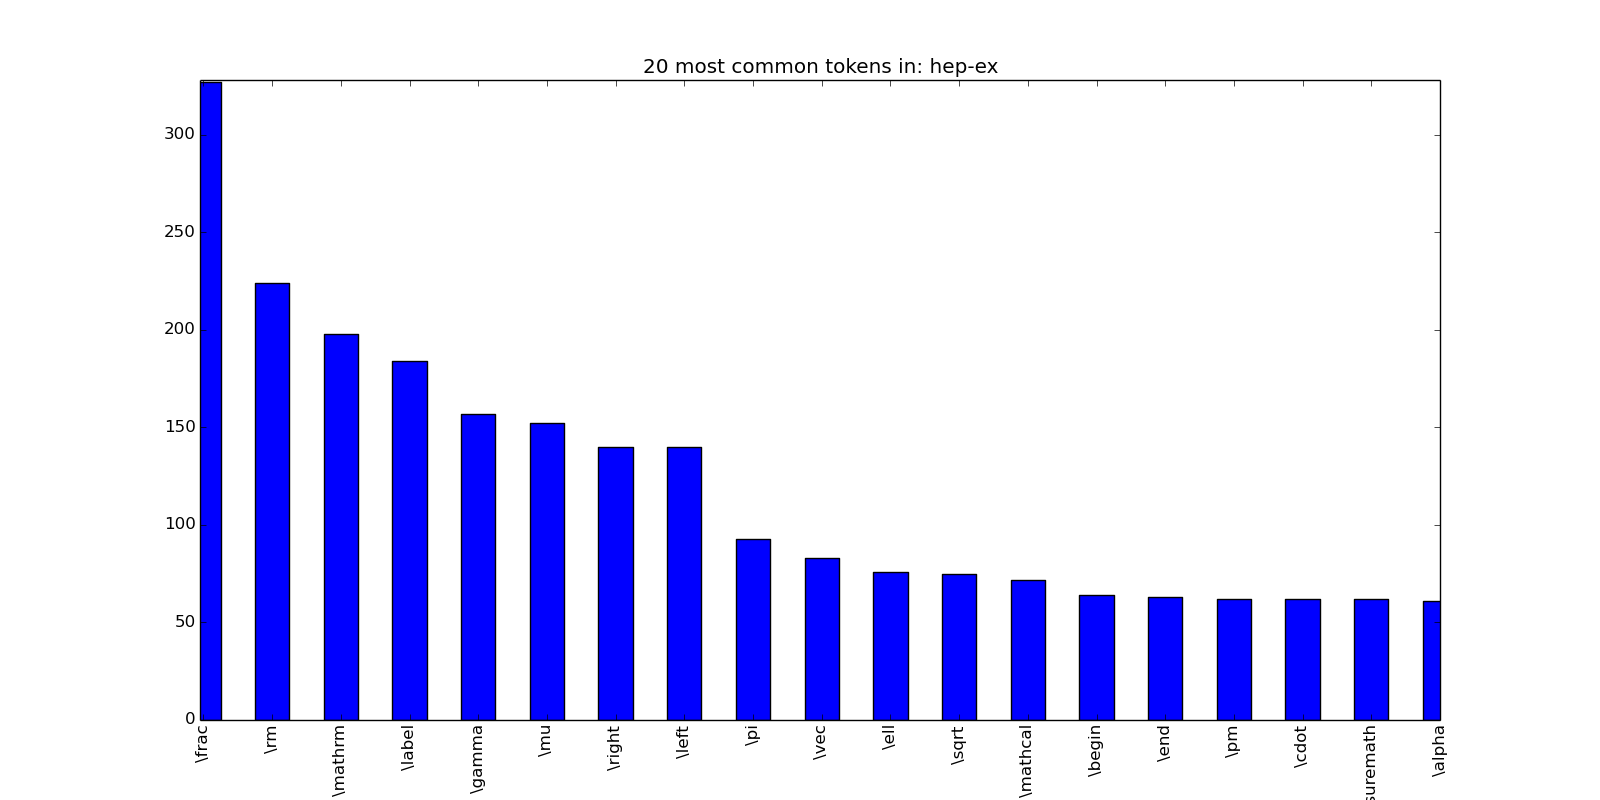 20 most common tokens in: hep-ex
300
250
200
150
100
50
0
\frac
\rm
\mathrm
\label
\gamma
\mu
\right
\left
\pi
\vec
\ell
\sqrt
\mathcal
\begin
\end
\pm
\cdot
suremath
\alpha